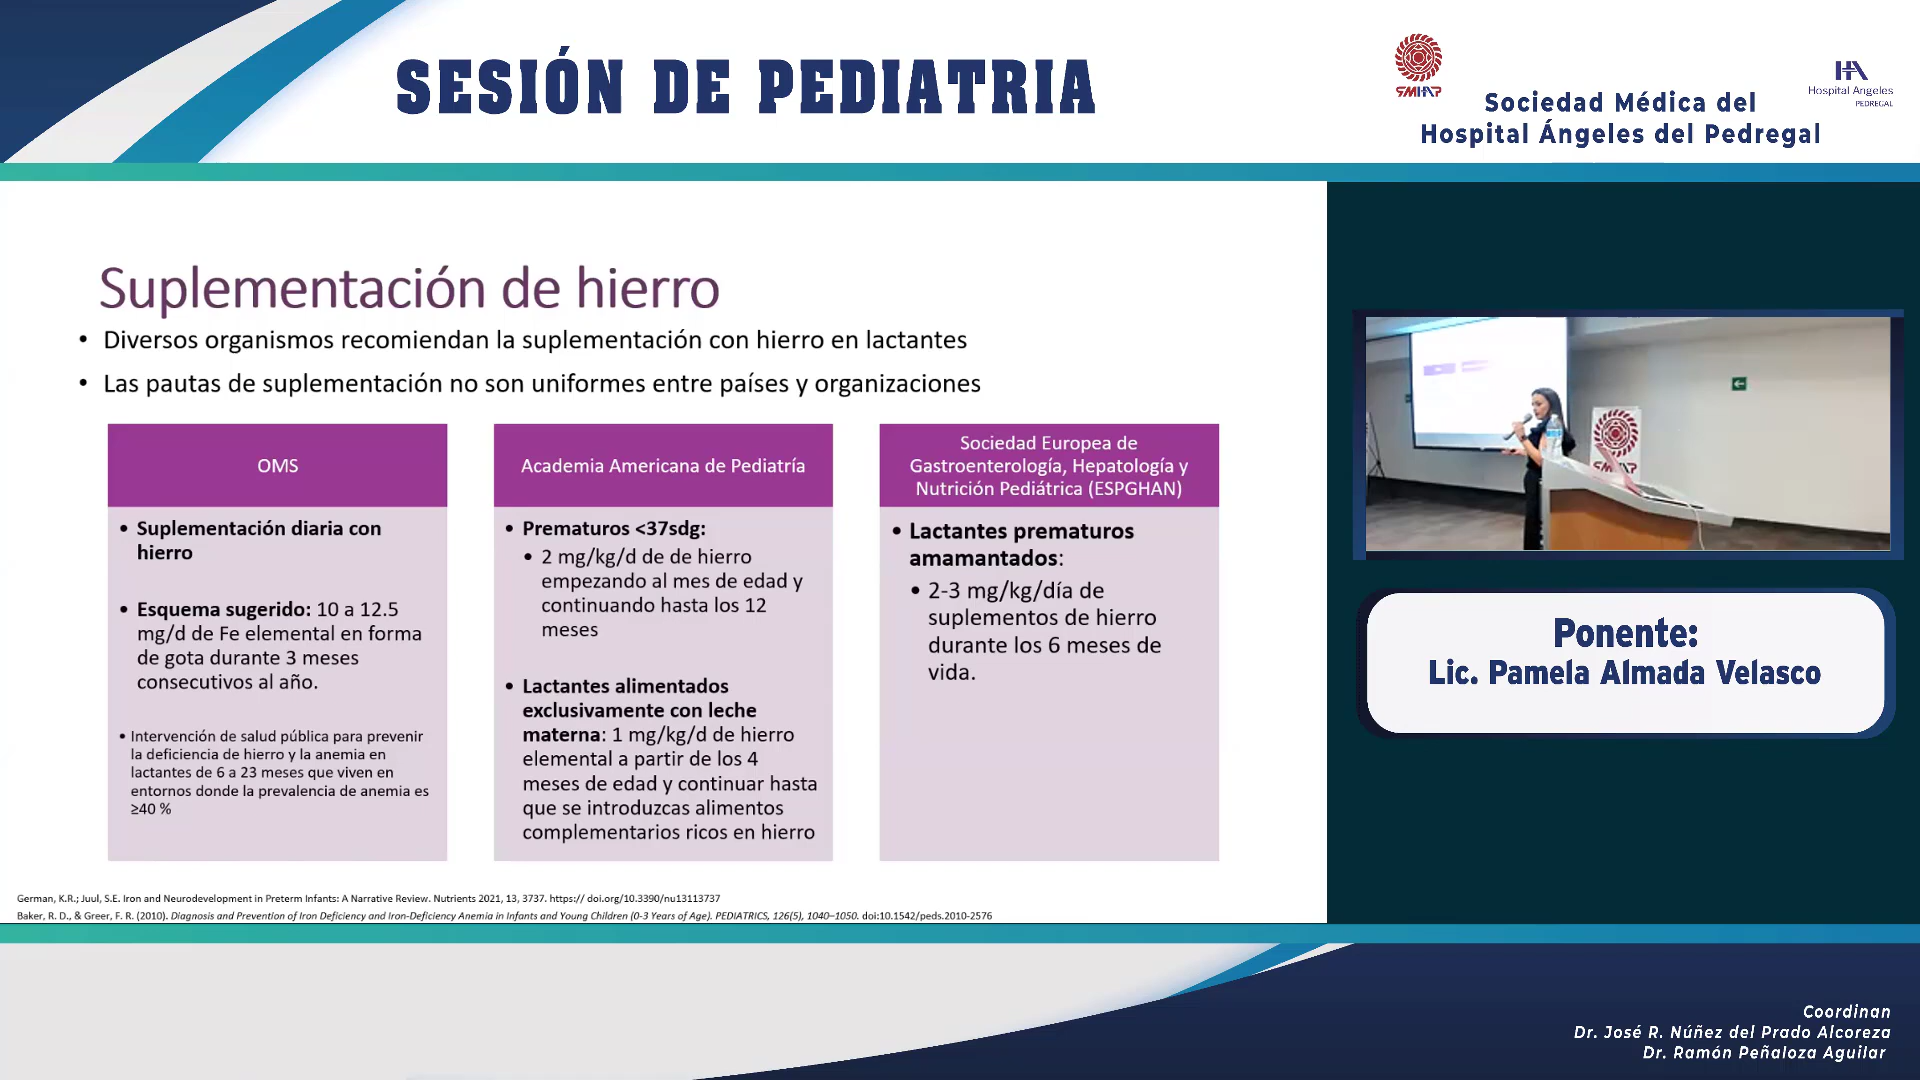 SESIÓN DE PEDIATRIA
SMHAP
Sociedad Médica del
Hospital Ángeles del Pedregal
HA
Hospital Angeles
PEDREGAL
Suplementación de hierro
• Diversos organismos recomiendan la suplementación con hierro en lactantes
• Las pautas de suplementación no son uniformes entre países y organizaciones
OMS
• Suplementación diaria con
hierro
• Esquema sugerido: 10 a 12.5
mg/d de Fe elemental en forma
de gota durante 3 meses
consecutivos al año.
• Intervención de salud pública para prevenir
la deficiencia de hierro y la anemia en
lactantes de 6 a 23 meses que viven en
entornos donde la prevalencia de anemia es
≥40 %
Academia Americana de Pediatría
• Prematuros <37sdg:
• 2 mg/kg/d de de hierro
empezando al mes de edad y
continuando hasta los 12
meses
• Lactantes alimentados
exclusivamente con leche
materna: 1 mg/kg/d de hierro
elemental a partir de los 4
meses de edad y continuar hasta
que se introduzcas alimentos
complementarios ricos en hierro
Sociedad Europea de
Gastroenterología, Hepatología y
Nutrición Pediátrica (ESPGHAN)
• Lactantes prematuros
amamantados:
• 2-3 mg/kg/día de
suplementos de hierro
durante los 6 meses de
vida.
German, K.R.; Juul, S.E. Iron and Neurodevelopment in Preterm Infants: A Narrative Review. Nutrients 2021, 13, 3737. https:// doi.org/10.3390/nu13113737
Baker, R. D., & Greer, F. R. (2010). Diagnosis and Prevention of Iron Deficiency and Iron-Deficiency Anemia in Infants and Young Children (0-3 Years of Age). PEDIATRICS, 126(5), 1040–1050. doi:10.1542/peds.2010-2576
Ponente:
Lic. Pamela Almada Velasco
Coordinan
Dr. José R. Núñez del Prado Alcoreza
Dr. Ramón Peñaloza Aguilar